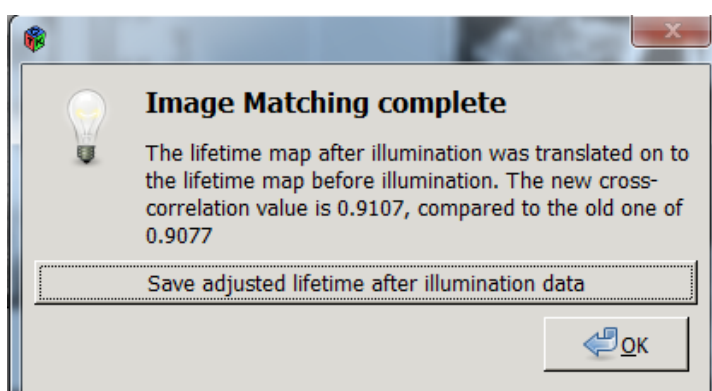 x
Image Matching complete
The lifetime map after illumination was translated on to
the lifetime map before illumination. The new cross-
correlation value is 0.9107, compared to the old one of
0.9077
Save adjusted lifetime after illumination data
OK